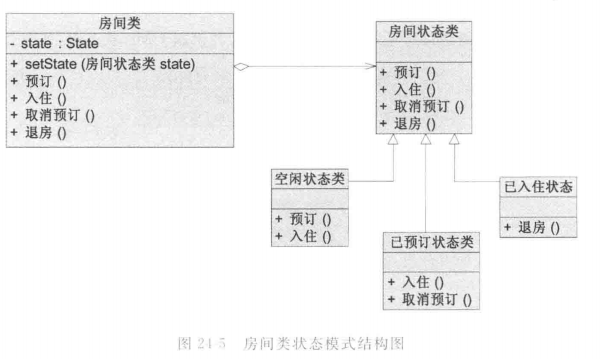 房间类
- state : State
+ setState (房间状态类 state)
+ 预订 ()
+ 入住 ()
+ 取消预订 ()
+ 退房 ()
房间状态类
+ 预订 ()
+ 入住 ()
+ 取消预订 ()
+ 退房 ()
空闲状态类
+ 预订 ()
+ 入住 ()
已预订状态类
+ 入住 ()
+ 取消预订 ()
已入住状态
+ 退房 ()
图 24-5 房间类状态模式结构图